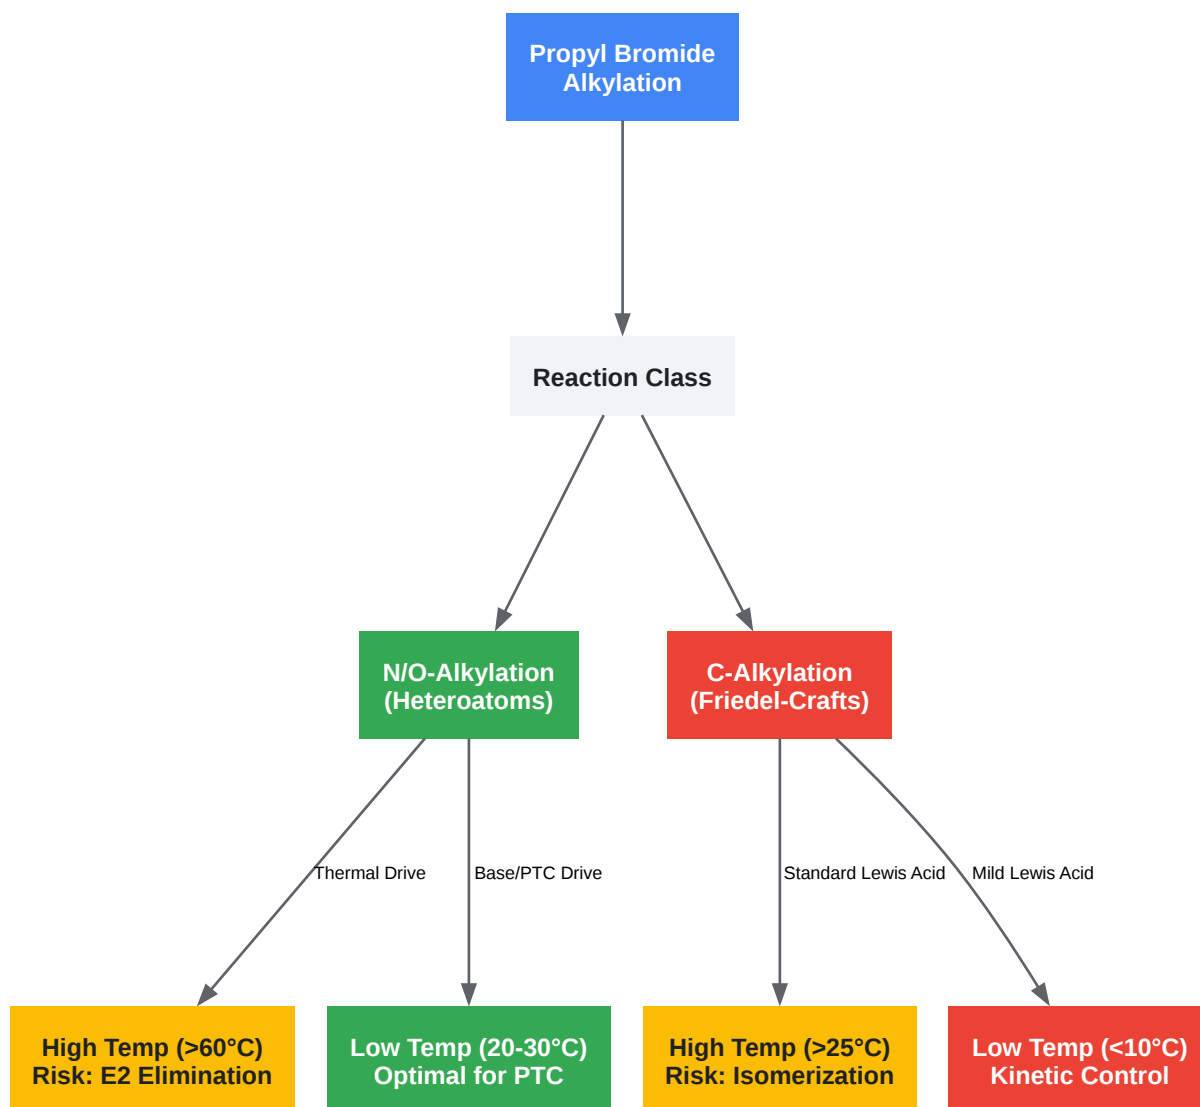 Propyl Bromide
Alkylation
Reaction Class
N/O-Alkylation
(Heteroatoms)
C-Alkylation
(Friedel-Crafts)
Thermal Drive
Base/PTC Drive
Standard Lewis Acid
Mild Lewis Acid
High Temp (>60°C)
Risk: E2 Elimination
Low Temp (20-30°C)
Optimal for PTC
High Temp (>25°C)
Risk: Isomerization
Low Temp (<10°C)
Kinetic Control